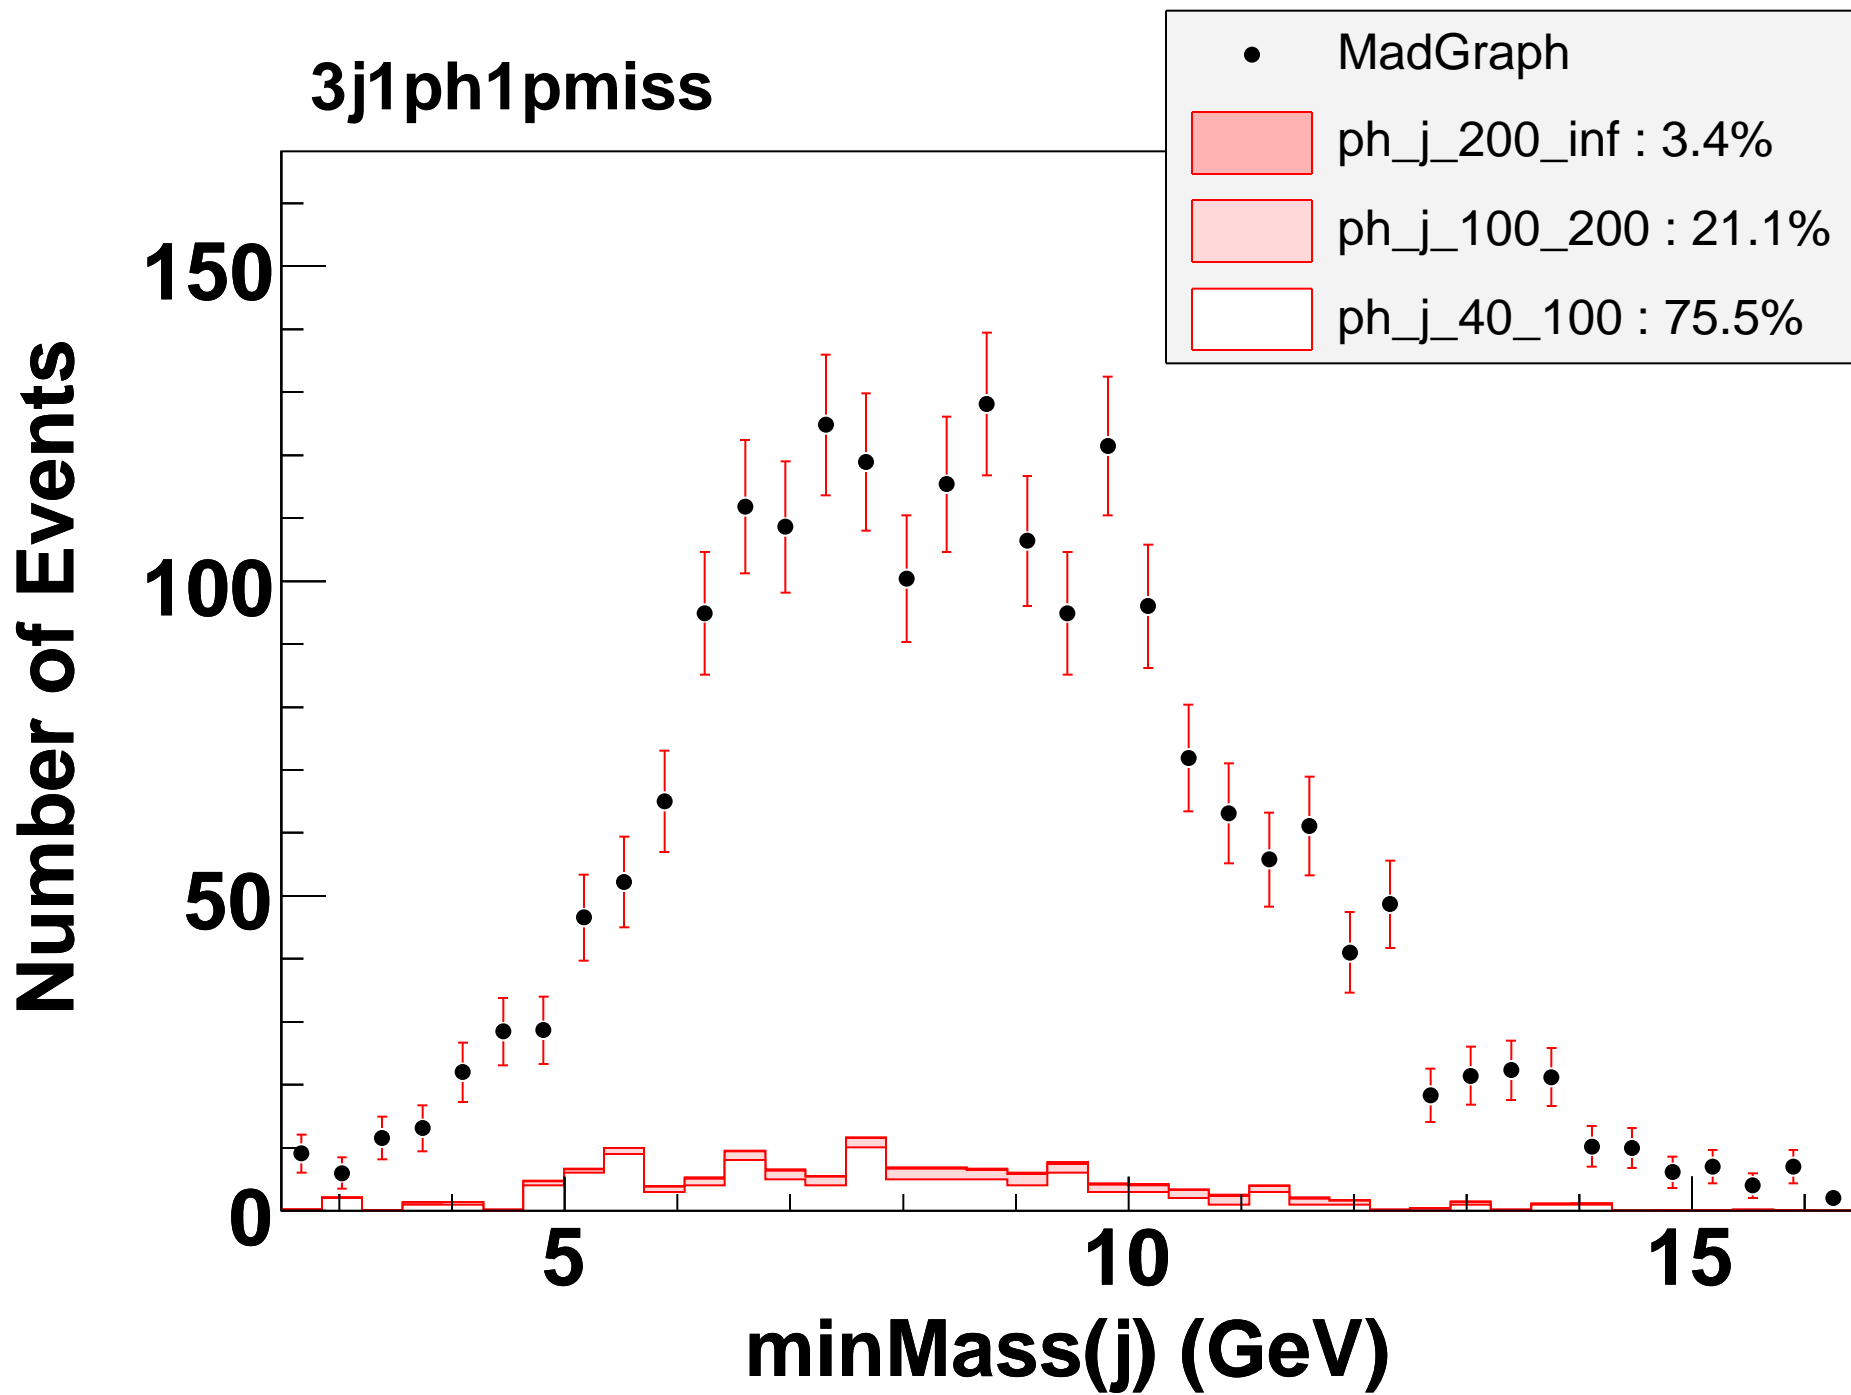 3j1ph1pmiss
MadGraph
ph_j_200_inf : 3.4%
ph_j_100_200 : 21.1%
ph_j_40_100 : 75.5%
Number of Events
150
100
50
0
5 10 15
minMass(j) (GeV)